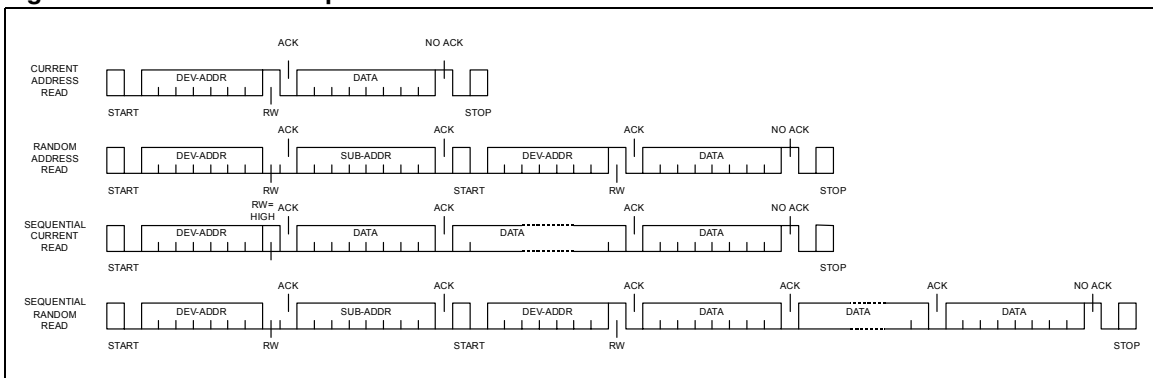 ACK NO ACK
CURRENT
ADDRESS
READ
DEV-ADDR DATA
START RW STOP
ACK ACK ACK NO ACK
RANDOM
ADDRESS
READ
DEV-ADDR SUB-ADDR DEV-ADDR DATA
START RW START RW STOP
RW=
HIGH
ACK ACK ACK NO ACK
SEQUENTIAL
CURRENT
READ
DEV-ADDR DATA DATA DATA
START STOP
ACK ACK ACK ACK ACK NO ACK
SEQUENTIAL
RANDOM
READ
DEV-ADDR SUB-ADDR DEV-ADDR DATA DATA DATA
START RW START RW STOP